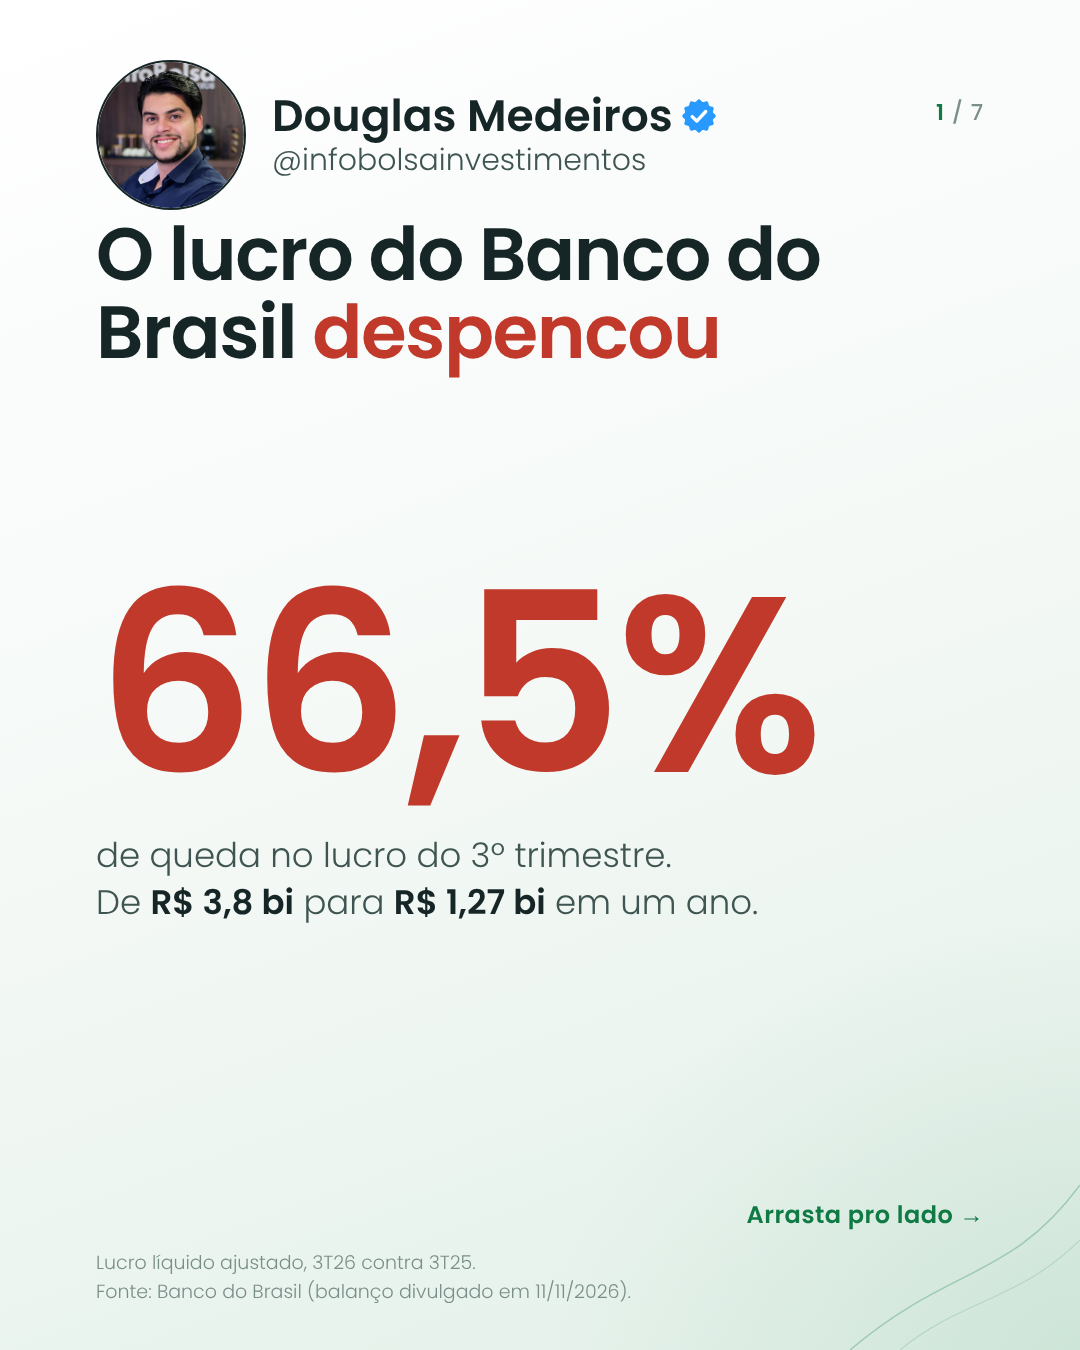 Douglas Medeiros
@infobolsainvestimentos
1 / 7
O lucro do Banco do
Brasil despencou
66,5%
de queda no lucro do 3º trimestre.
De R$ 3,8 bi para R$ 1,27 bi em um ano.
Arrasta pro lado →
Lucro líquido ajustado, 3T26 contra 3T25.
Fonte: Banco do Brasil (balanço divulgado em 11/11/2026).